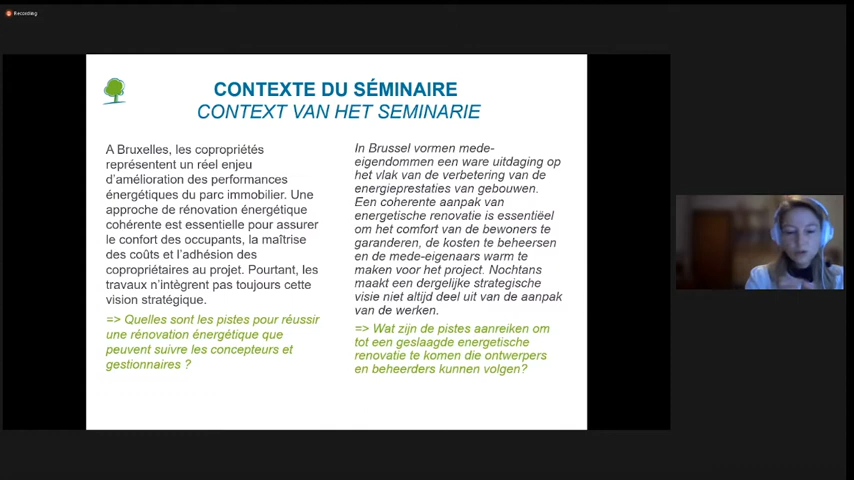 Recording
CONTEXTE DU SÉMINAIRE
CONTEXT VAN HET SEMINARIE
A Bruxelles, les copropriétés
représentent un réel enjeu
d'amélioration des performances
énergétiques du parc immobilier. Une
approche de rénovation énergétique
cohérente est essentielle pour assurer
le confort des occupants, la maîtrise
des coûts et l'adhésion des
copropriétaires au projet. Pourtant, les
travaux n'intègrent pas toujours cette
vision stratégique.
=> Quelles sont les pistes pour réussir
une rénovation énergétique que
peuvent suivre les concepteurs et
gestionnaires ?
In Brussel vormen mede-
eigendommen een ware uitdaging op
het vlak van de verbetering van de
energieprestaties van gebouwen.
Een coherente aanpak van
energetische renovatie is essentiëel
om het comfort van de bewoners te
garanderen, de kosten te beheersen
en de mede-eigenaars warm te
maken voor het project. Nochtans
maakt een dergelijke strategische
visie niet altijd deel uit van de aanpak
van de werken.
=> Wat zijn de pistes aanreiken om
tot een geslaagde energetische
renovatie te komen die ontwerpers
en beheerders kunnen volgen?